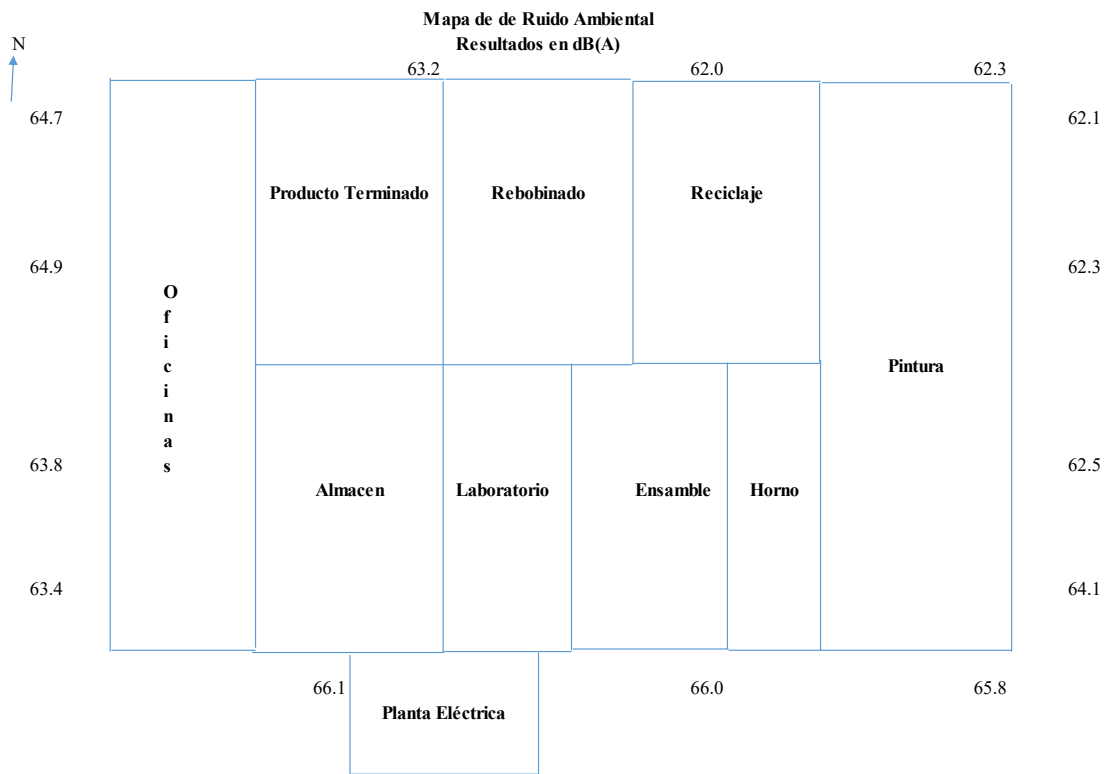 Mapa de de Ruido Ambiental
Resultados en dB(A)
N
63.2 62.0 62.3
64.7 62.1
Producto Terminado Rebobinado Reciclaje
64.9 62.3
Oficinas
Pintura
63.8 62.5
Almacen Laboratorio Ensamble Horno
63.4 64.1
66.1 66.0 65.8
Planta Eléctrica